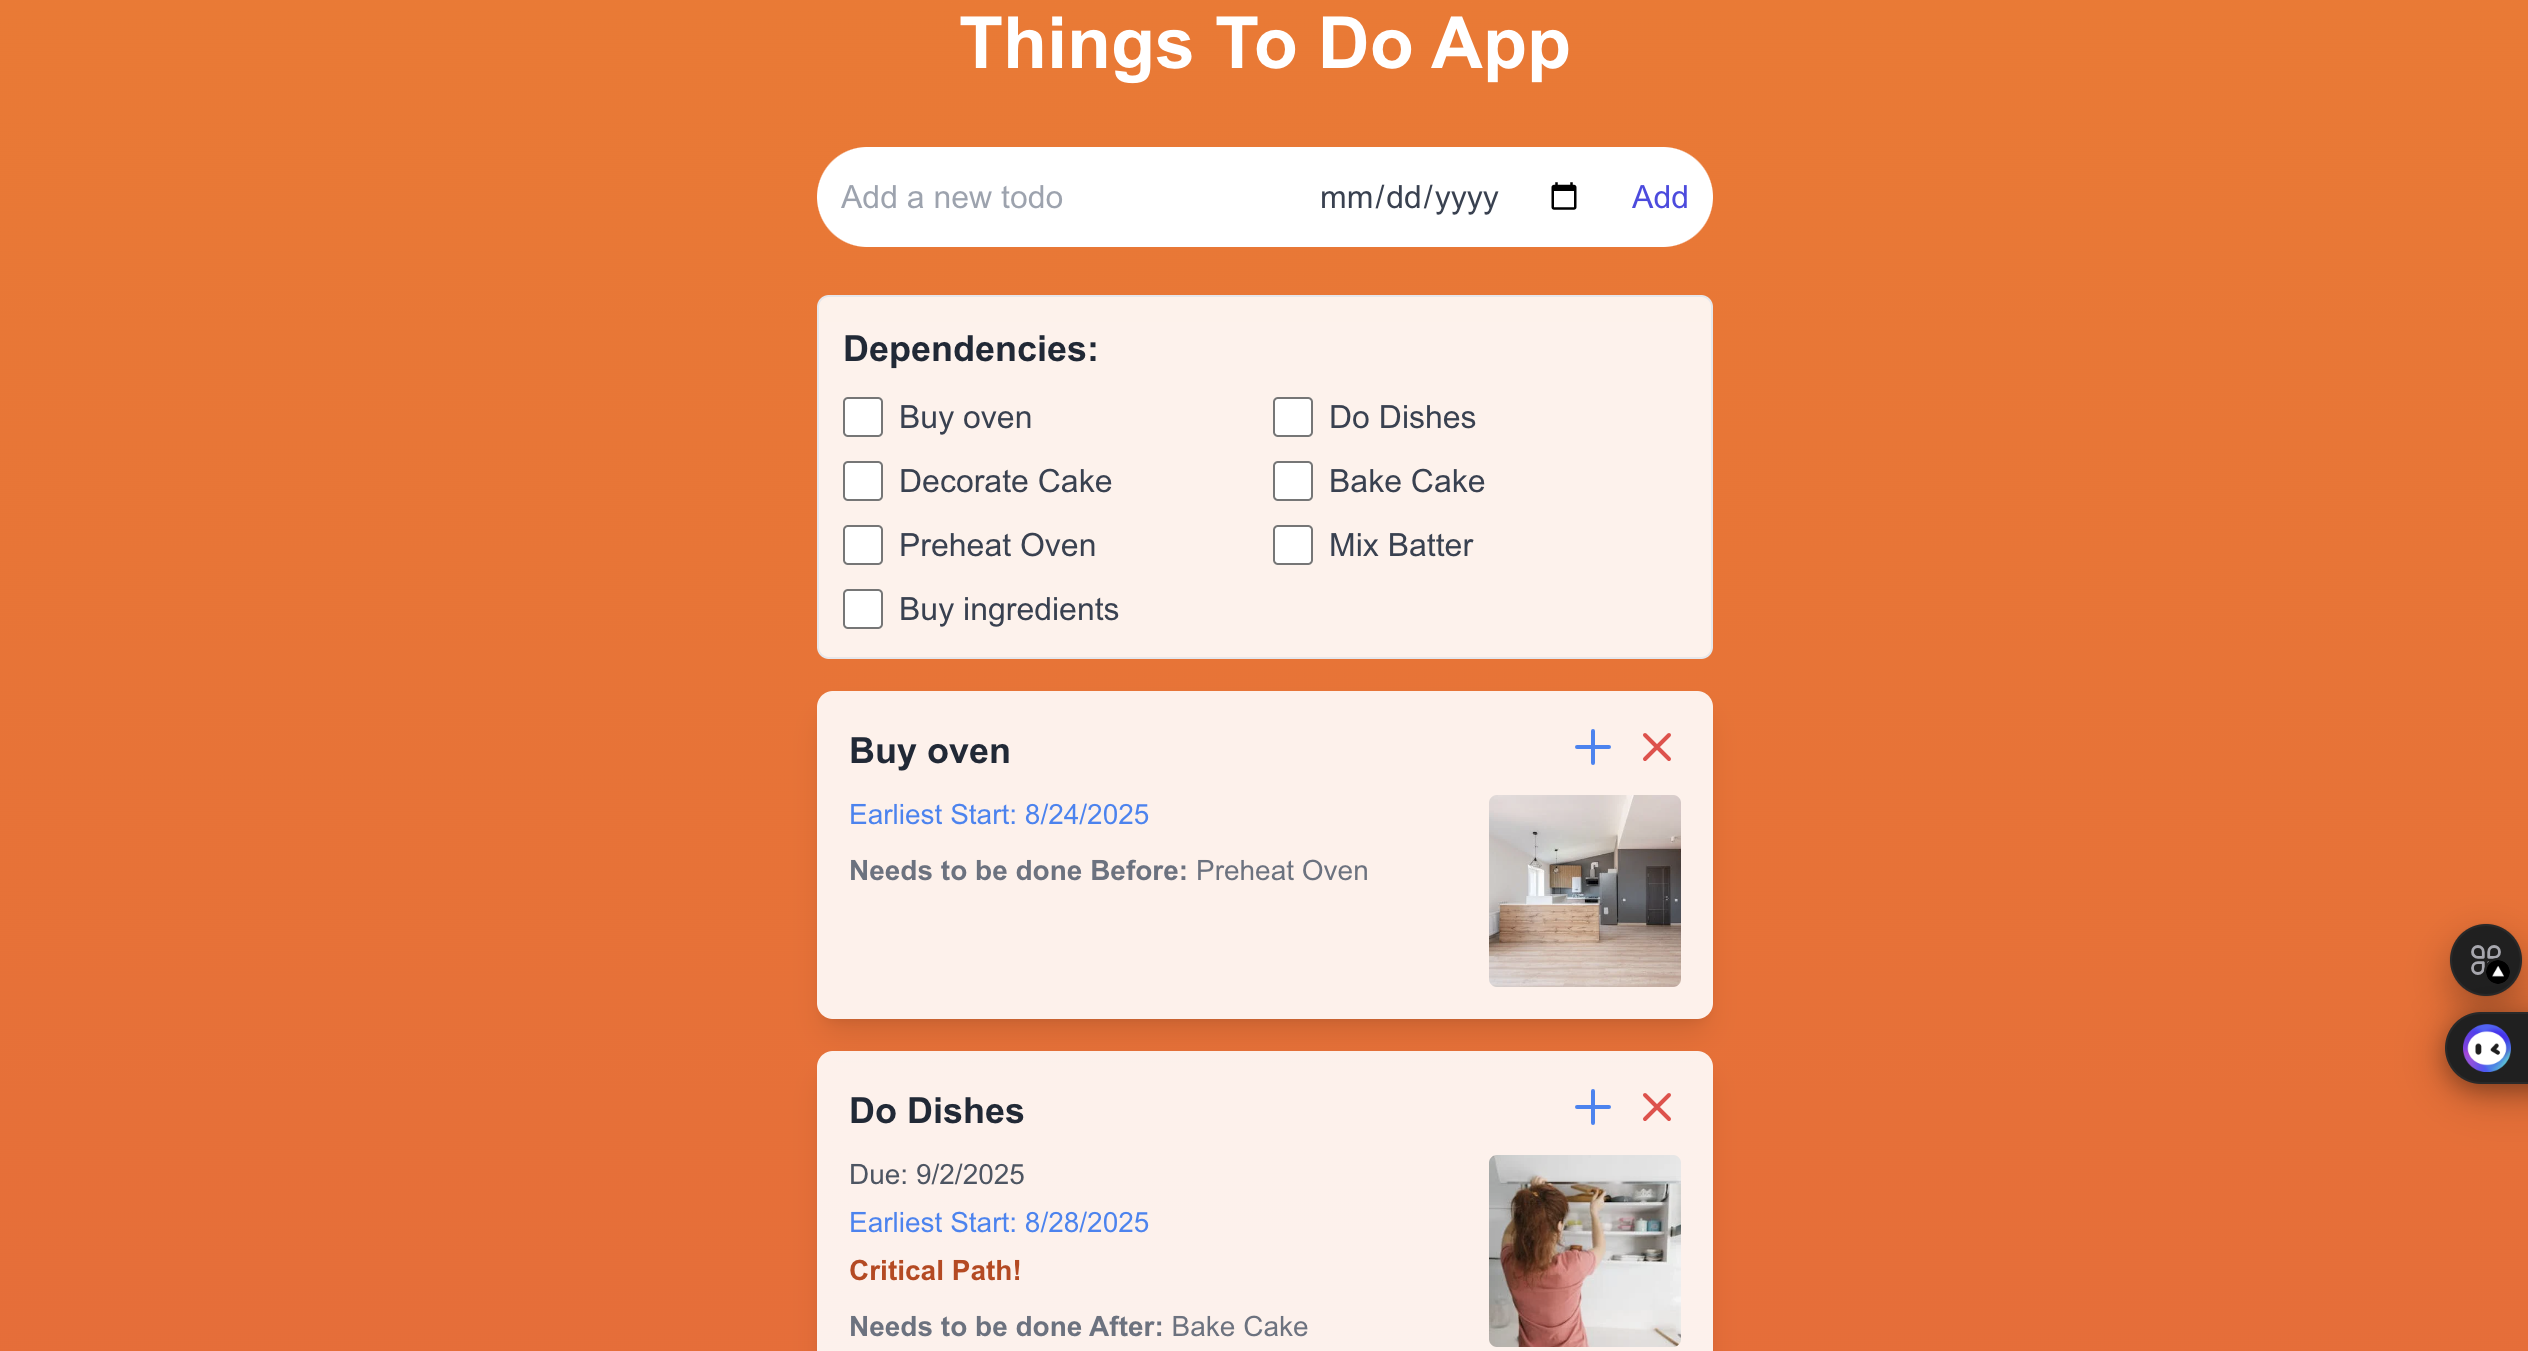 Things To Do App
Add a new todo mm/dd/yyyy Add
Dependencies:
Buy oven Do Dishes
Decorate Cake Bake Cake
Preheat Oven Mix Batter
Buy ingredients
Buy oven
Earliest Start: 8/24/2025
Needs to be done Before: Preheat Oven
Do Dishes
Due: 9/2/2025
Earliest Start: 8/28/2025
Critical Path!
Needs to be done After: Bake Cake